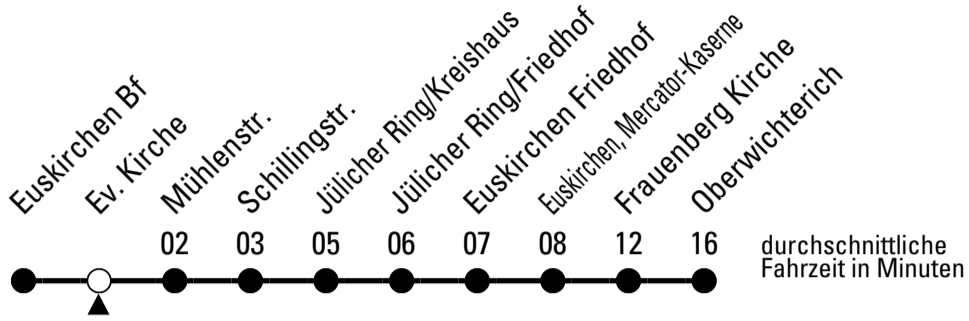 Euskirchen Bf
Ev. Kirche
Mühlenstr.
Schillingstr.
Jülicher Ring/Kreishaus
Jülicher Ring/Friedhof
Euskirchen Friedhof
Euskirchen, Mercator-Kaserne
Frauenberg Kirche
Oberwichterich
02 03 05 06 07 08 12 16
durchschnittliche
Fahrzeit in Minuten